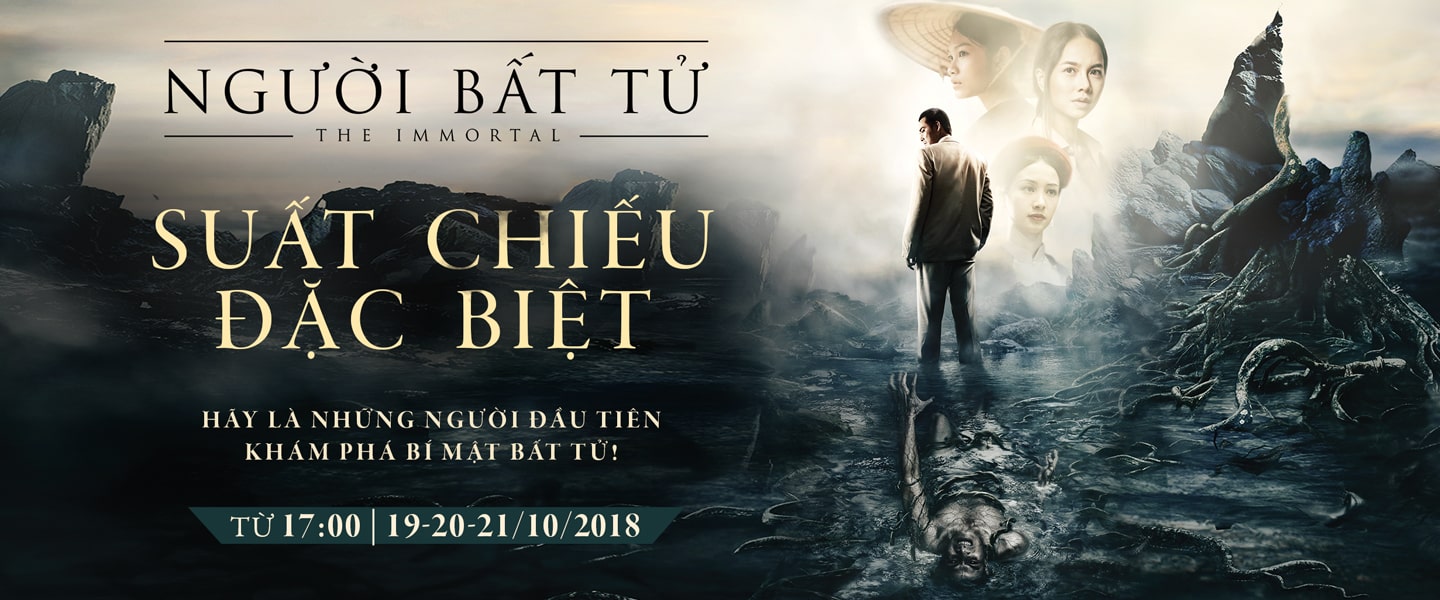 NGƯỜI BẤT TỬ
THE IMMORTAL
SUẤT CHIẾU
ĐẶC BIỆT
HÃY LÀ NHỮNG NGƯỜI ĐẦU TIÊN
KHÁM PHÁ BÍ MẬT BẤT TỬ!
TỪ 17:00 | 19-20-21/10/2018